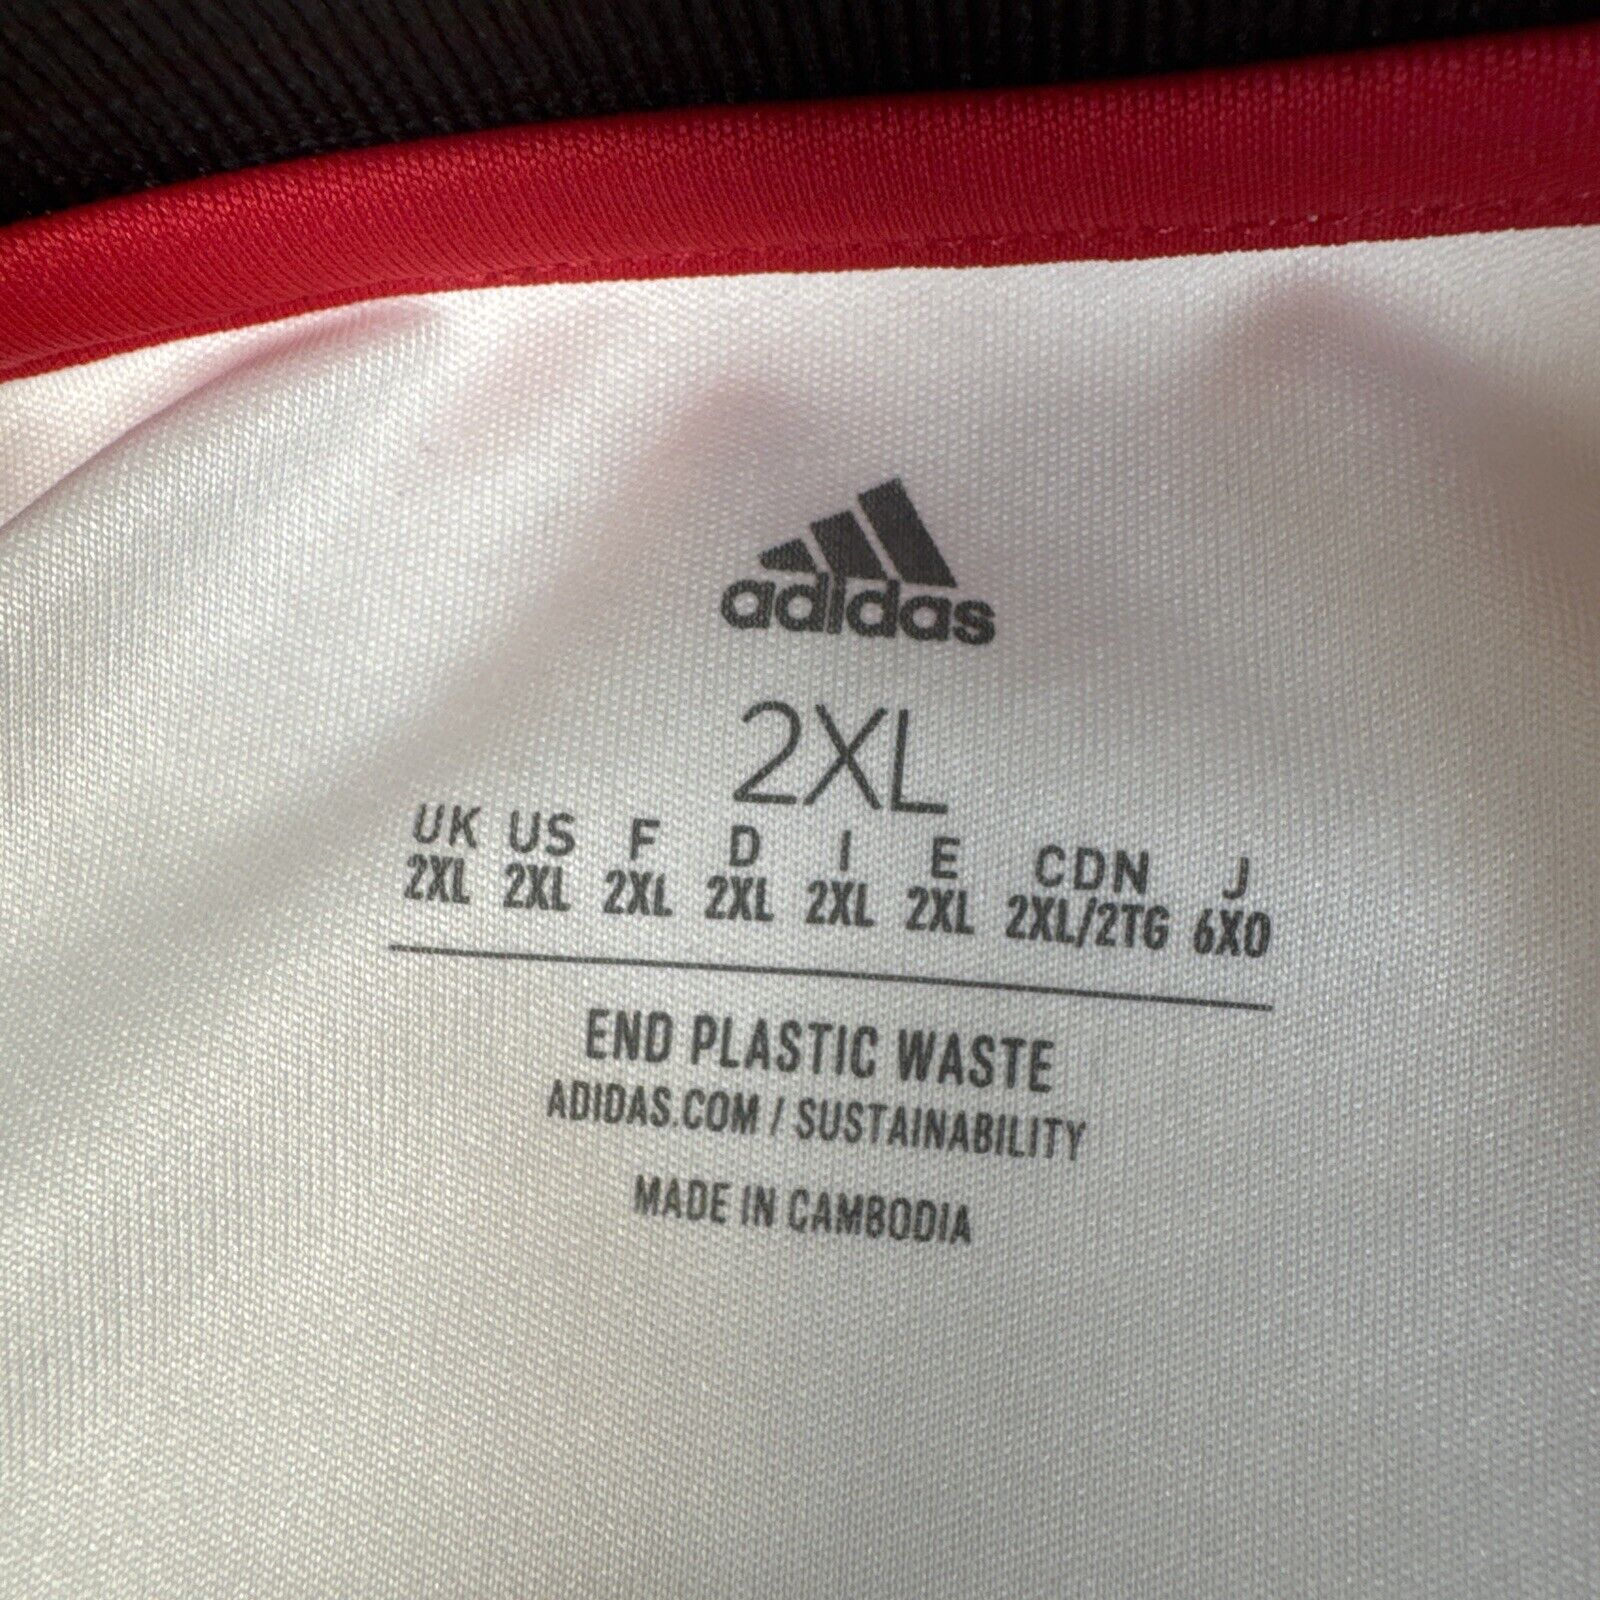 adidas
2XL
UK US F D I E CDN J
2XL 2XL 2XL 2XL 2XL 2XL 2XL/2TG 6XO
END PLASTIC WASTE
ADIDAS.COM / SUSTAINABILITY
MADE IN CAMBODIA